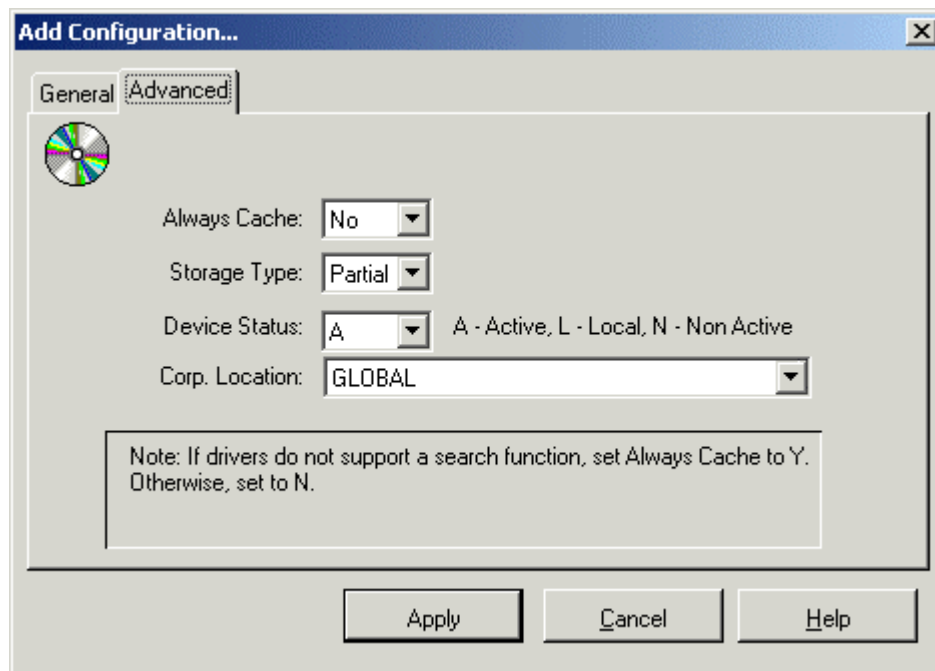 Add Configuration...
General Advanced
Always Cache: No
Storage Type: Partial
Device Status: A A - Active, L - Local, N - Non Active
Corp. Location: GLOBAL
Note: If drivers do not support a search function, set Always Cache to Y.
Otherwise, set to N.
Apply Cancel Help